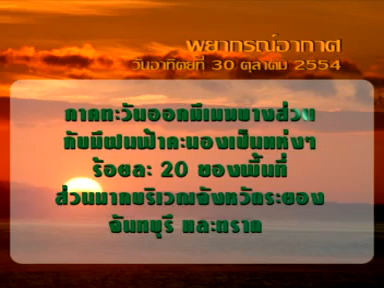 พยากรณ์อากาศ
วันอาทิตย์ที่ 30 ตุลาคม 2554
ภาคตะวันออกมีเมฆบางส่วน
กับมีฝนฟ้าคะนองเป็นแห่งๆ
ร้อยละ 20 ของพื้นที่
ส่วนมากบริเวณจังหวัดระยอง
จันทบุรี และตราด